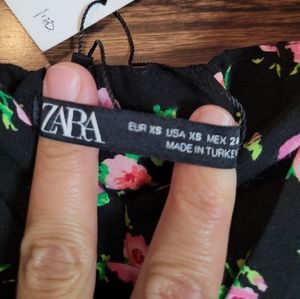 ZARA
EUR XS USA XS MEX 24
MADE IN TURKEY